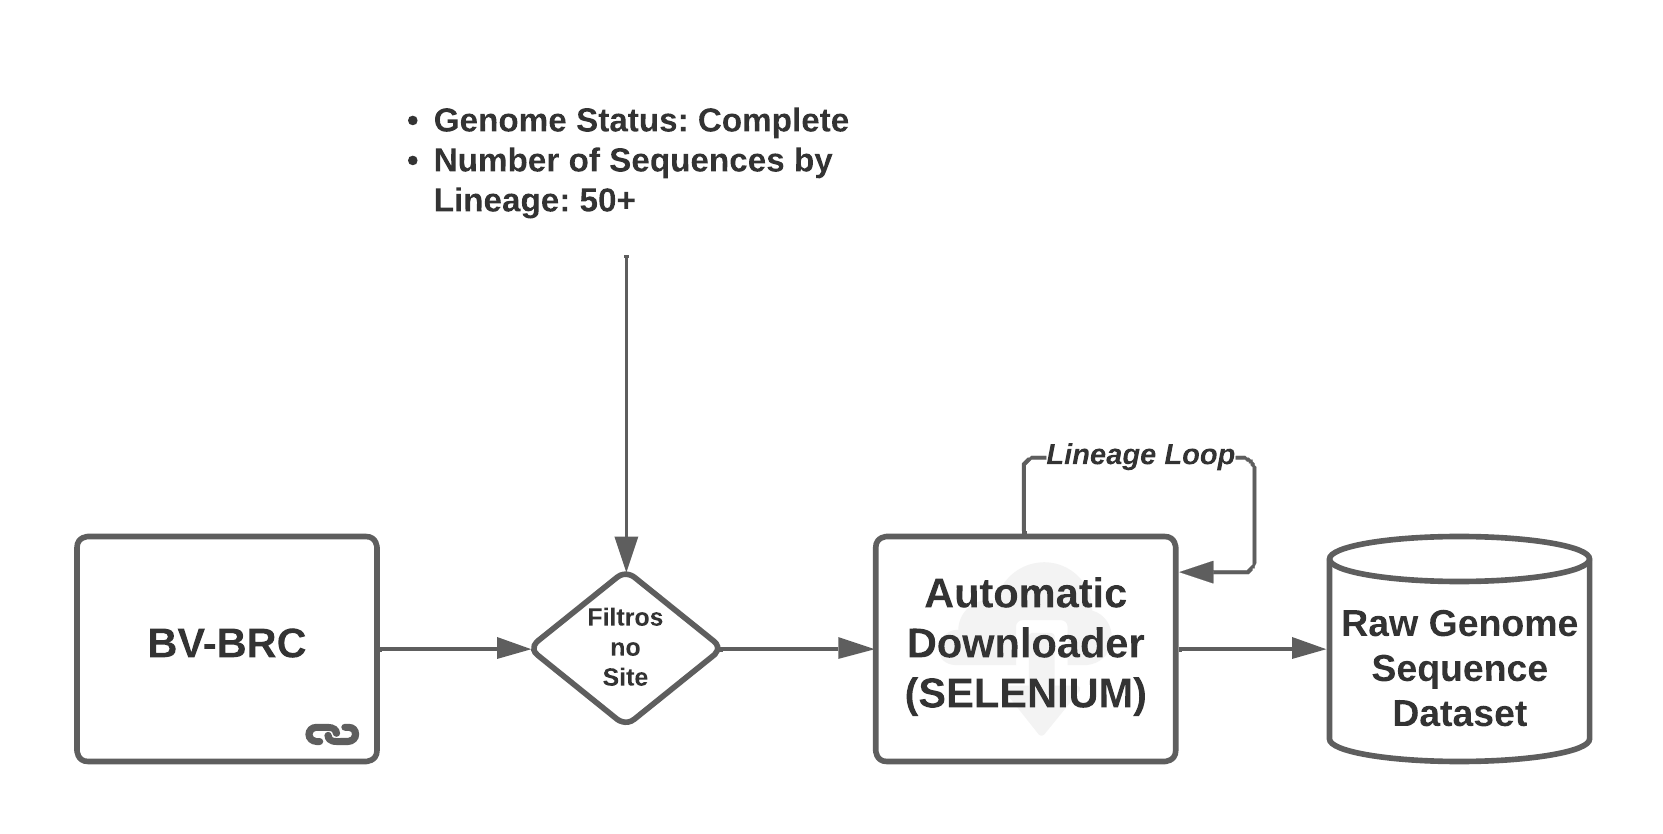 • Genome Status: Complete
• Number of Sequences by
Lineage: 50+
Lineage Loop
BV-BRC
Filtros
no
Site
Automatic
Downloader
(SELENIUM)
Raw Genome
Sequence
Dataset